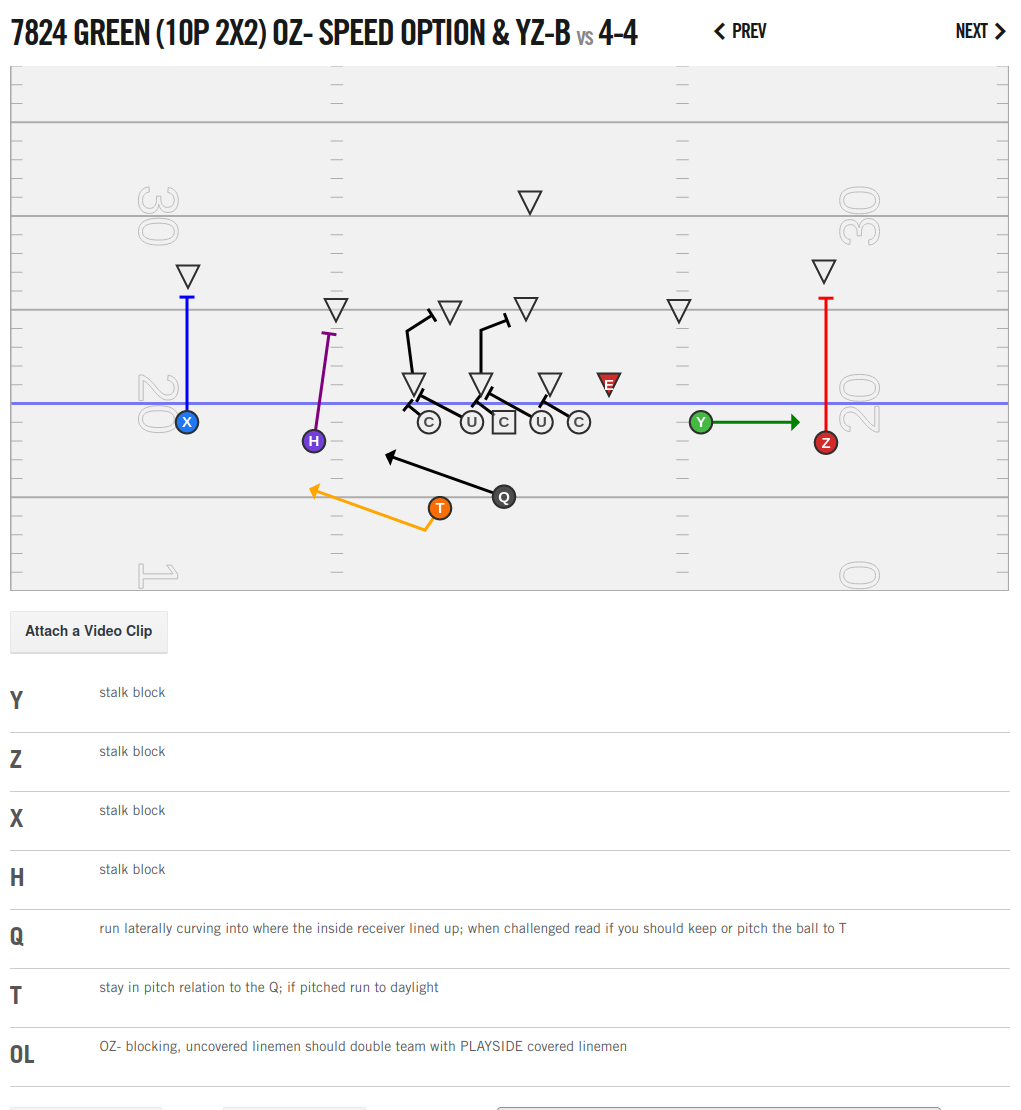 7824 GREEN (10P 2X2) OZ- SPEED OPTION & YZ-B vs 4-4
PREV
NEXT
30
30
20
20
E
X
H
C
U
C
U
C
Y
Z
Q
T
1
0
Attach a Video Clip
Y stalk block
Z stalk block
X stalk block
H stalk block
Q run laterally curving into where the inside receiver lined up; when challenged read if you should keep or pitch the ball to T
T stay in pitch relation to the Q; if pitched run to daylight
OL OZ- blocking, uncovered linemen should double team with PLAYSIDE covered linemen